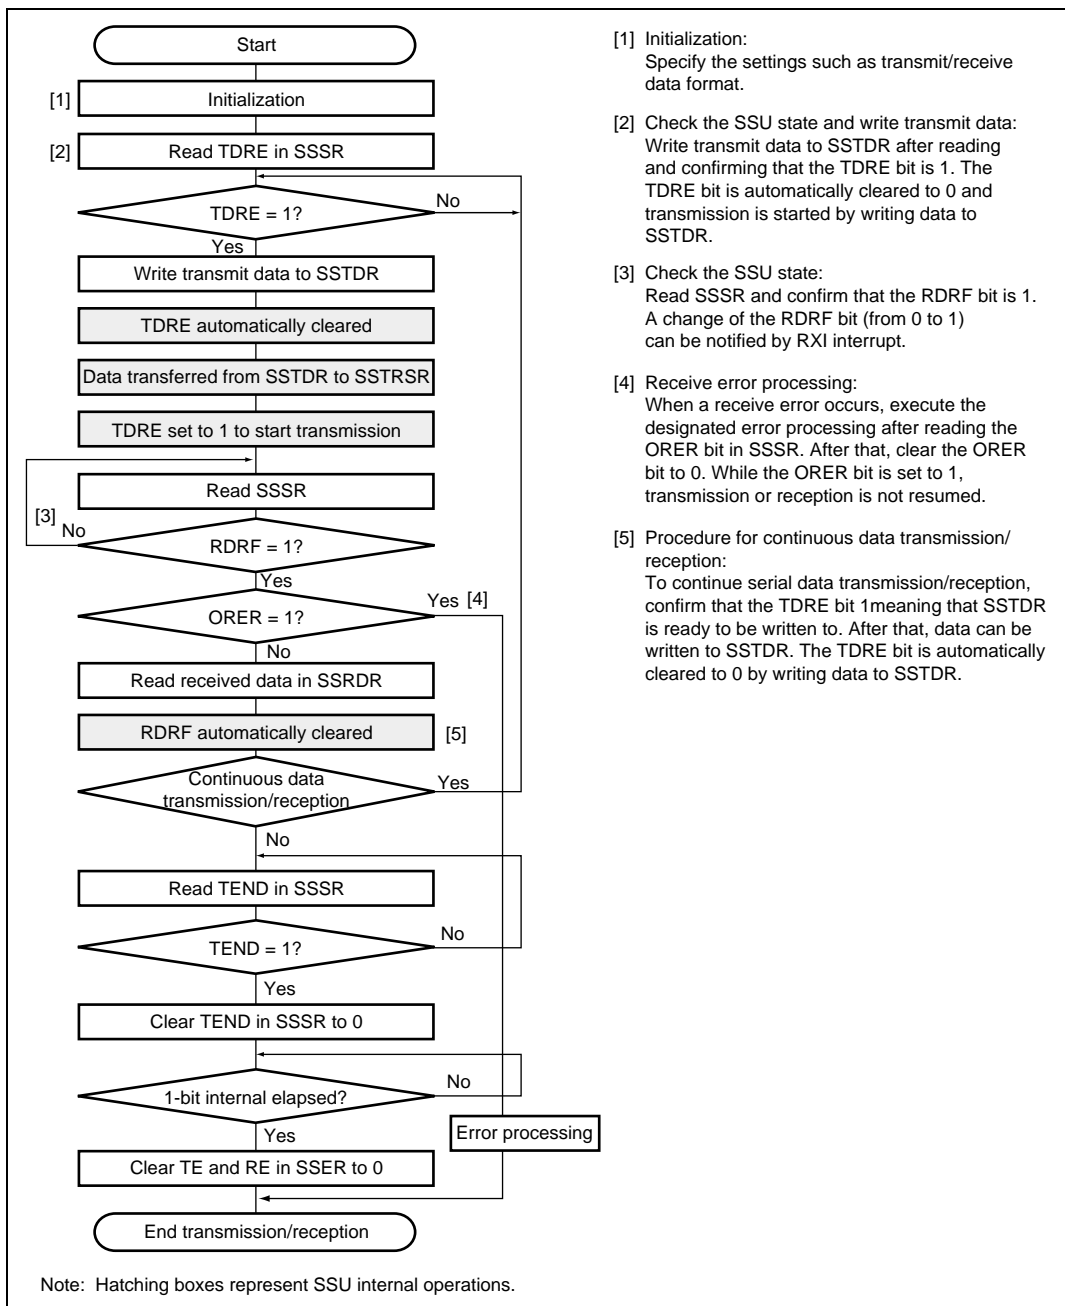 Start
[1] Initialization
[2] Read TDRE in SSSR
TDRE = 1?
No
Yes
Write transmit data to SSTDR
TDRE automatically cleared
Data transferred from SSTDR to SSTRSR
TDRE set to 1 to start transmission
Read SSSR
[3]
No
RDRF = 1?
Yes
ORER = 1?
Yes [4]
No
Read received data in SSRDR
RDRF automatically cleared [5]
Continuous data
transmission/reception
Yes
No
Read TEND in SSSR
TEND = 1?
No
Yes
Clear TEND in SSSR to 0
1-bit internal elapsed?
No
Yes
Error processing
Clear TE and RE in SSER to 0
End transmission/reception
[1] Initialization:
Specify the settings such as transmit/receive
data format.
[2] Check the SSU state and write transmit data:
Write transmit data to SSTDR after reading
and confirming that the TDRE bit is 1. The
TDRE bit is automatically cleared to 0 and
transmission is started by writing data to
SSTDR.
[3] Check the SSU state:
Read SSSR and confirm that the RDRF bit is 1.
A change of the RDRF bit (from 0 to 1)
can be notified by RXI interrupt.
[4] Receive error processing:
When a receive error occurs, execute the
designated error processing after reading the
ORER bit in SSSR. After that, clear the ORER
bit to 0. While the ORER bit is set to 1,
transmission or reception is not resumed.
[5] Procedure for continuous data transmission/
reception:
To continue serial data transmission/reception,
confirm that the TDRE bit 1meaning that SSTDR
is ready to be written to. After that, data can be
written to SSTDR. The TDRE bit is automatically
cleared to 0 by writing data to SSTDR.
Note: Hatching boxes represent SSU internal operations.